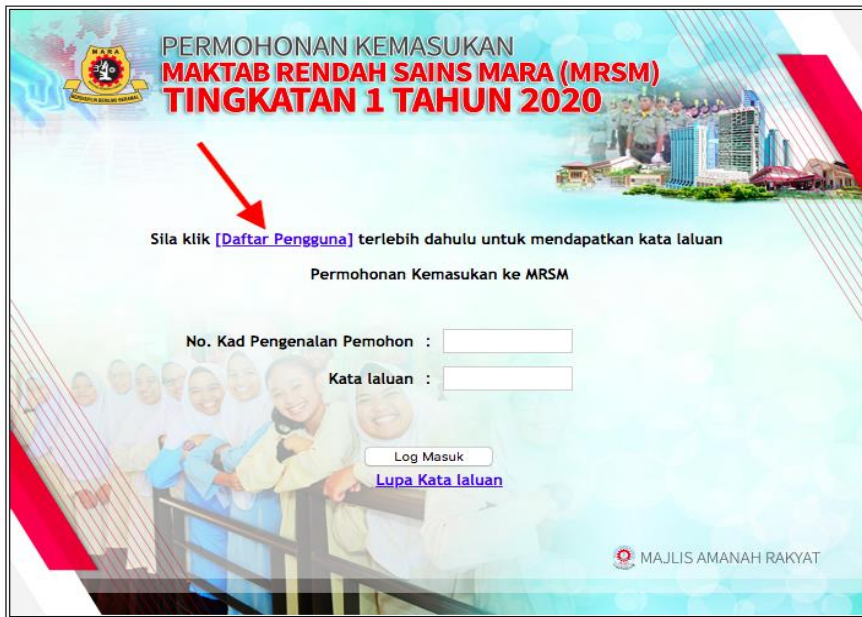 MARA
PERMOHONAN KEMASUKAN
MAKTAB RENDAH SAINS MARA (MRSM)
TINGKATAN 1 TAHUN 2020
Sila klik [Daftar Pengguna] terlebih dahulu untuk mendapatkan kata laluan
Permohonan Kemasukan ke MRSM
No. Kad Pengenalan Pemohon :
Kata laluan :
Log Masuk
Lupa Kata laluan
MAJLIS AMANAH RAKYAT